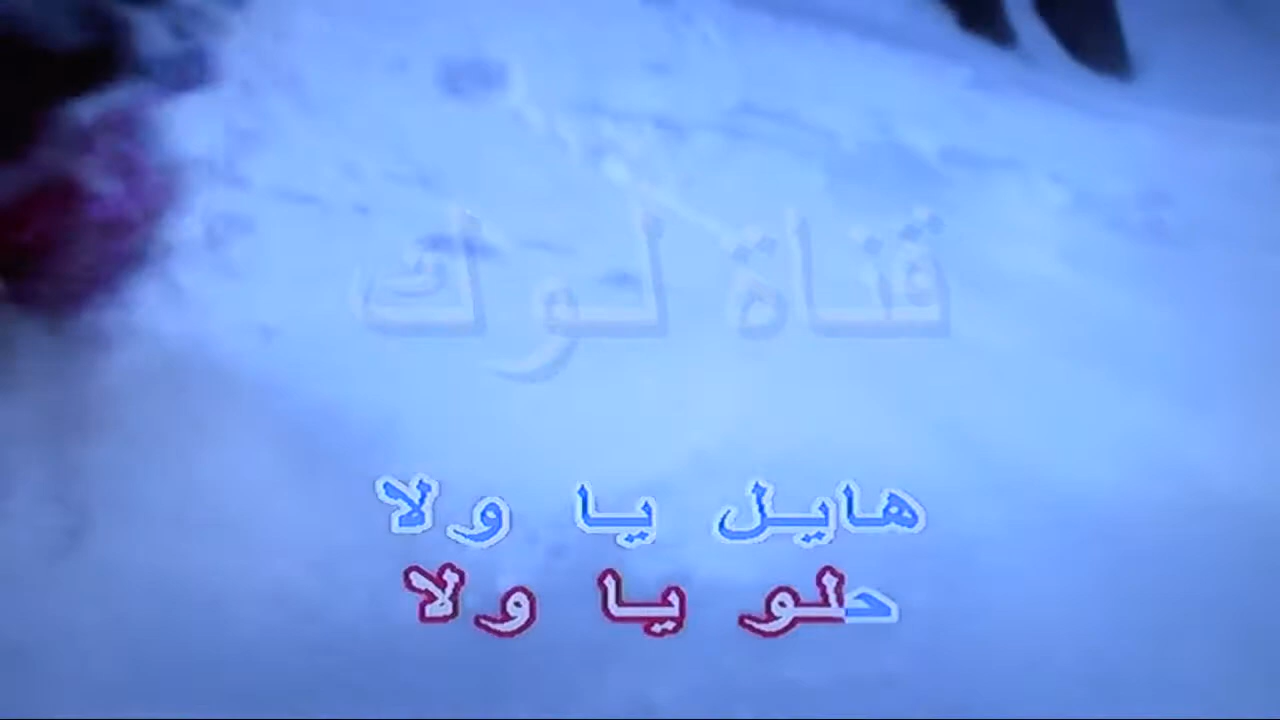 قناة لوك
هايل يا ولا
حلو يا ولا